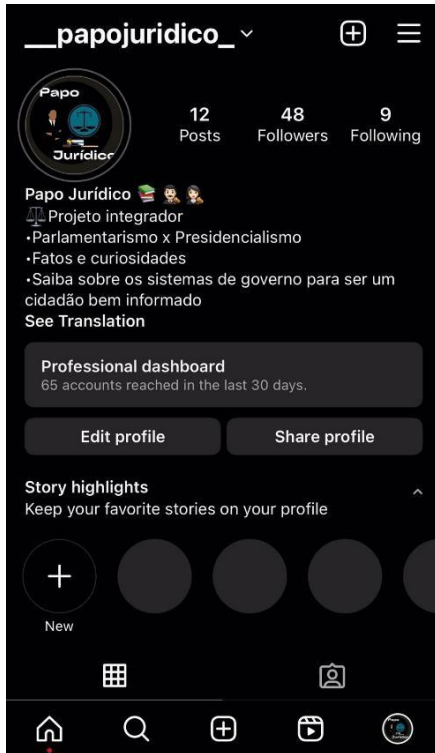 __papojuridico_
Papo
Jurídico
12 48 9
Posts Followers Following
Papo Jurídico 📚👨🏻‍⚖️👩🏻‍⚖️
⚖️Projeto integrador
•Parlamentarismo x Presidencialismo
•Fatos e curiosidades
•Saiba sobre os sistemas de governo para ser um
cidadão bem informado
See Translation
Professional dashboard
65 accounts reached in the last 30 days.
Edit profile Share profile
Story highlights
Keep your favorite stories on your profile
New
Papo
Jurídico